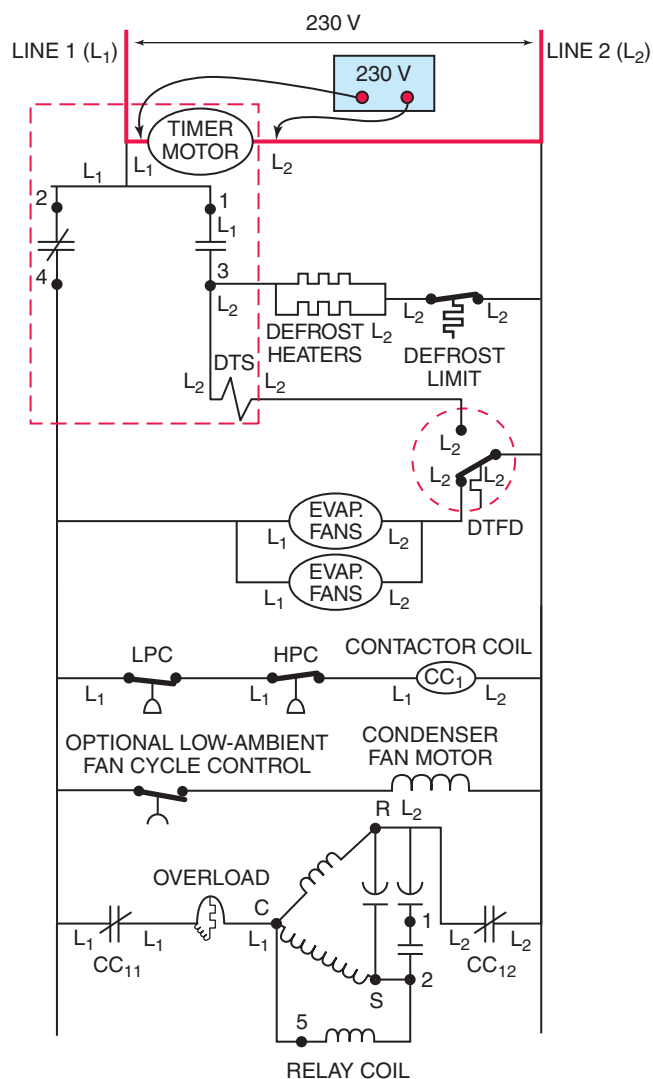 230 V
LINE 1 (L₁)
LINE 2 (L₂)
230 V
TIMER
MOTOR
L₁
L₂
L₁
2
1
L₁
4
3
L₂
DEFROST
HEATERS
L₂
L₂
L₂
DEFROST
LIMIT
DTS
L₂
L₂
L₂
L₂
L₂
DTFD
EVAP.
FANS
L₁
L₂
EVAP.
FANS
L₁
L₂
LPC
HPC
CONTACTOR COIL
L₁
L₁
L₁
CC₁
L₂
OPTIONAL LOW-AMBIENT
FAN CYCLE CONTROL
CONDENSER
FAN MOTOR
R
L₂
OVERLOAD
C
1
L₁
L₁
L₁
L₂
L₂
CC₁₁
CC₁₂
2
S
5
RELAY COIL